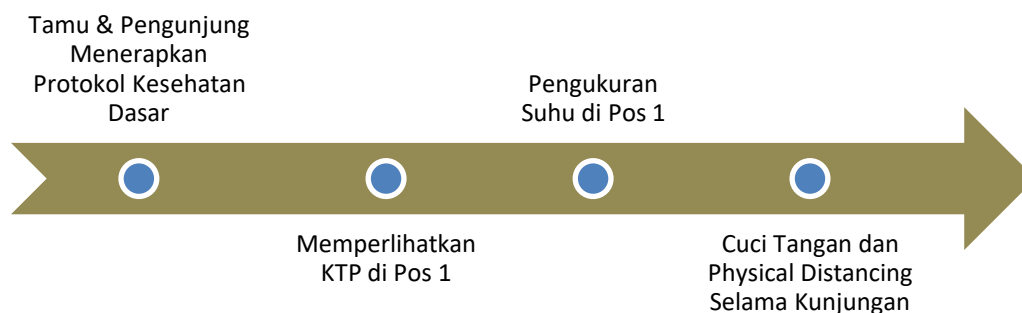 Tamu & Pengunjung
Menerapkan
Protokol Kesehatan
Dasar
Memperlihatkan
KTP di Pos 1
Pengukuran
Suhu di Pos 1
Cuci Tangan dan
Physical Distancing
Selama Kunjungan